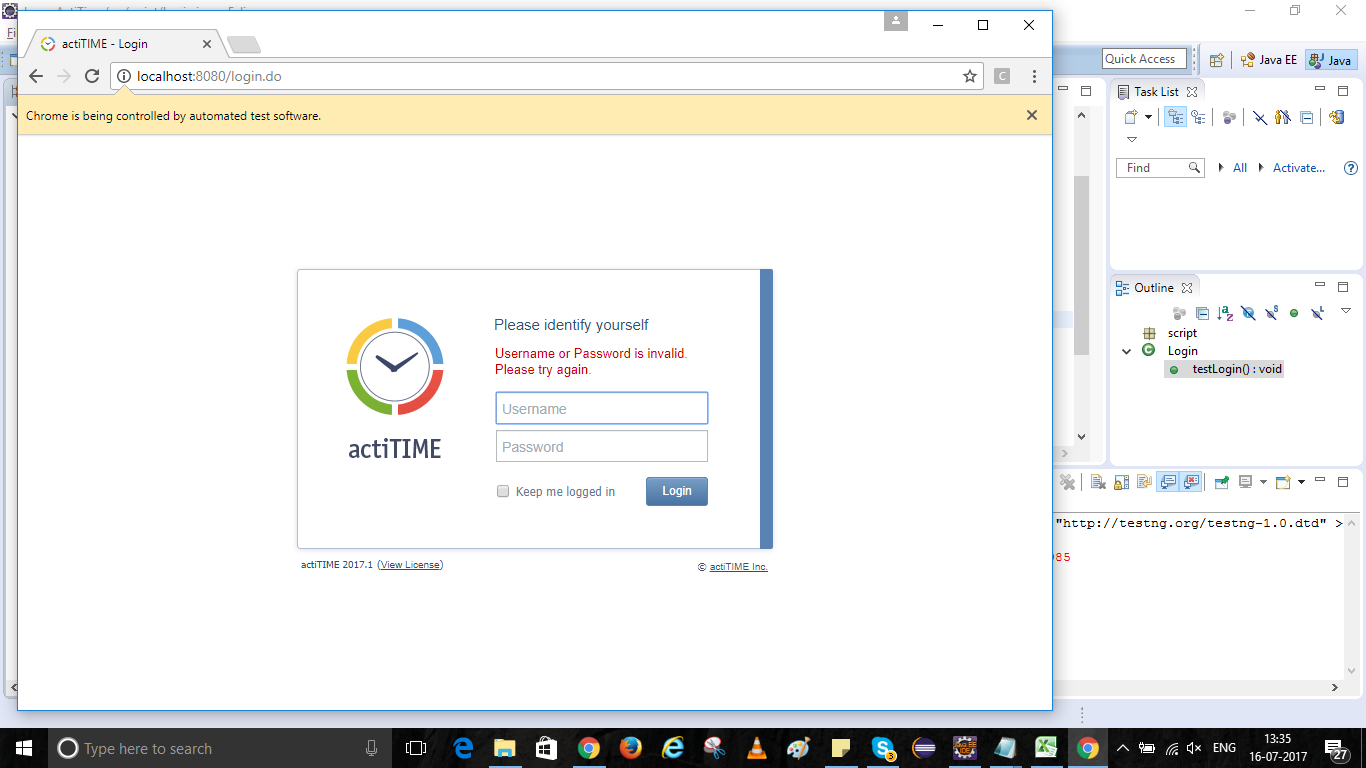 actiTIME - Login
localhost:8080/login.do
C
Chrome is being controlled by automated test software.
Please identify yourself
Username or Password is invalid.
Please try again.
Username
Password
Keep me logged in
Login
actiTIME
actiTIME 2017.1 (View License)
© actiTIME Inc.
Quick Access
Java EE
Java
Task List
Find
All
Activate...
Outline
script
Login
testLogin() : void
"http://testng.org/testng-1.0.dtd" >
85
Type here to search
3
ENG
13:35
16-07-2017
27